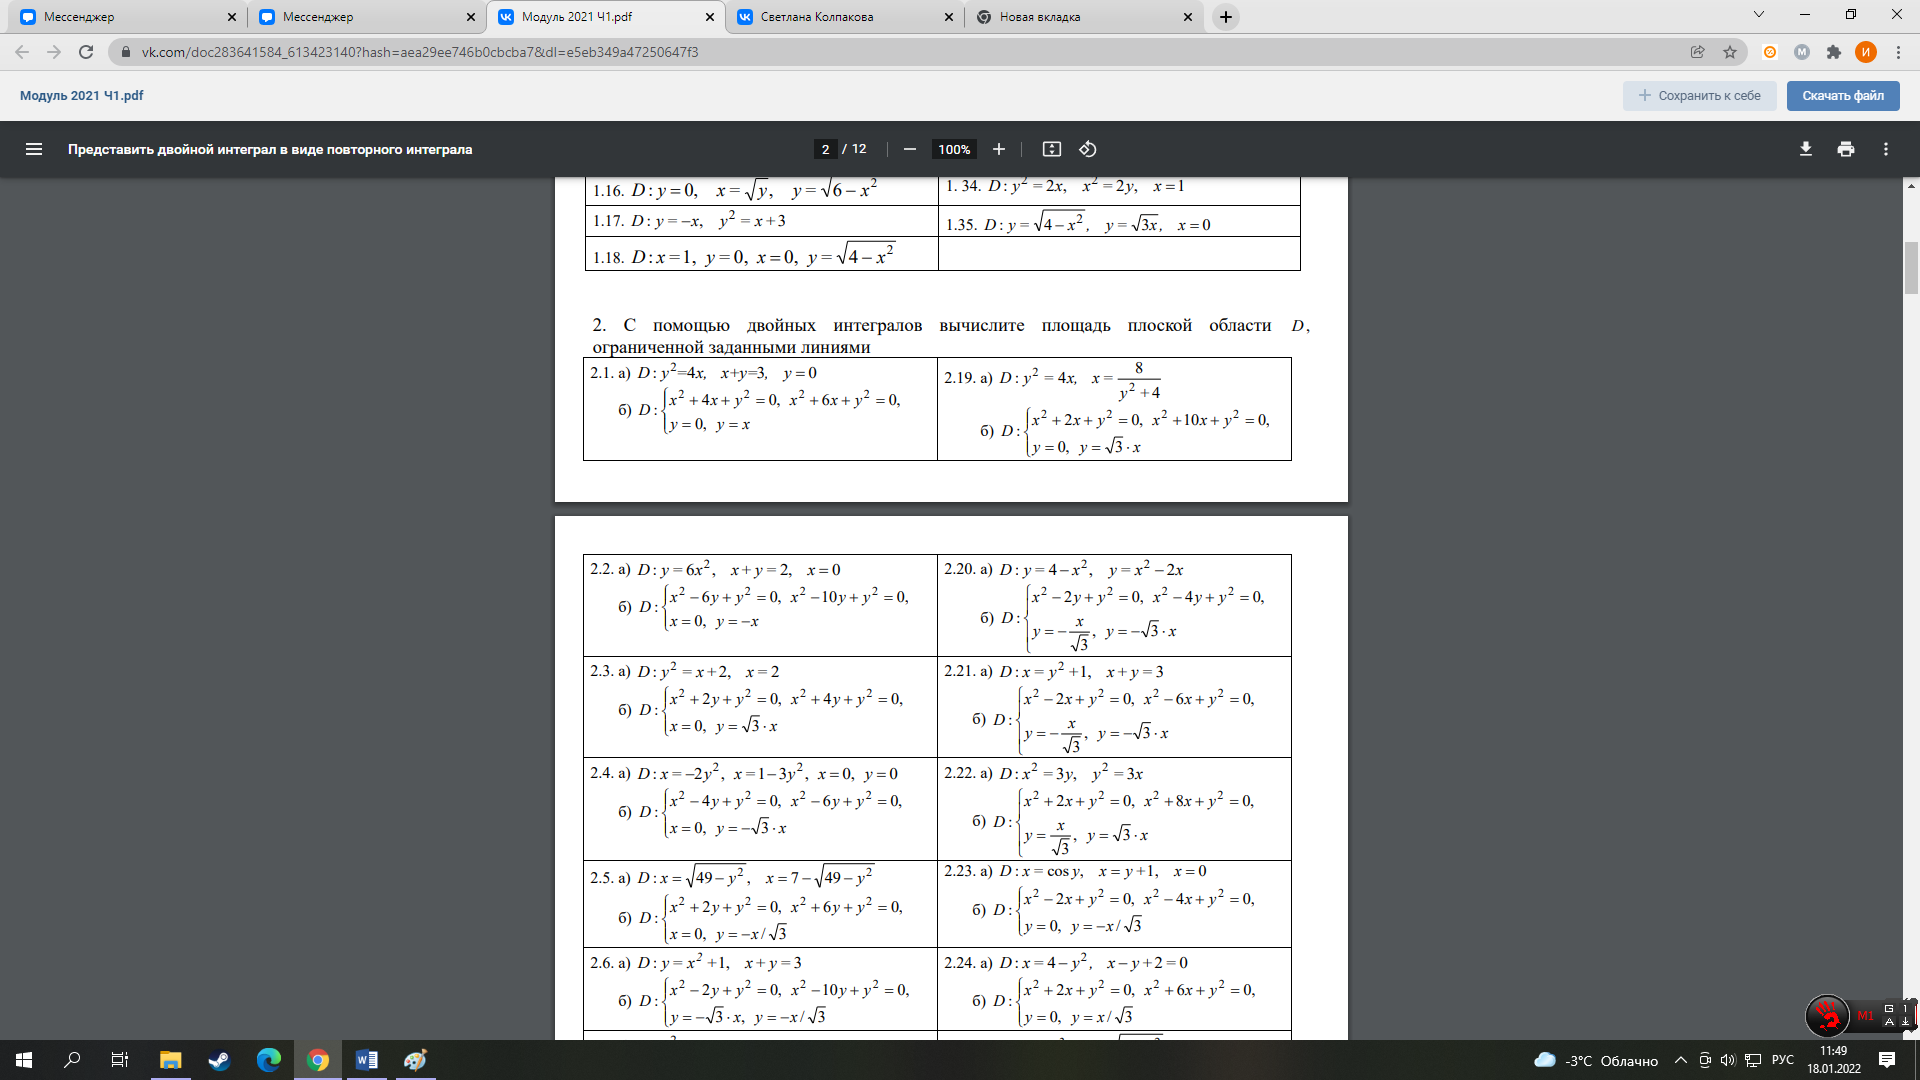 Мессенджер
Мессенджер
Модуль 2021 Ч1.pdf
Светлана Колпакова
Новая вкладка
vk.com/doc283641584_613423140?hash=aea29ee746b0cbcba7&dl=e5eb349a47250647f3
И
Модуль 2021 Ч1.pdf
+ Сохранить к себе
Скачать файл
Представить двойной интеграл в виде повторного интеграла
2 / 12
100%
1.16. D: y = 0, x = √y, y = √(6 − x²)
1. 34. D: y² = 2x, x² = 2y, x = 1
1.17. D: y = −x, y² = x + 3
1.35. D: y = √(4 − x²), y = √(3x), x = 0
1.18. D: x = 1, y = 0, x = 0, y = √(4 − x²)
2. С помощью двойных интегралов вычислите площадь плоской области D,
ограниченной заданными линиями
2.1. а) D: y²=4x, x+y=3, y = 0
б) D: {x² + 4x + y² = 0, x² + 6x + y² = 0,
y = 0, y = x
2.19. а) D: y² = 4x, x = 8/(y² + 4)
б) D: {x² + 2x + y² = 0, x² + 10x + y² = 0,
y = 0, y = √3 · x
2.2. а) D: y = 6x², x + y = 2, x = 0
б) D: {x² − 6y + y² = 0, x² − 10y + y² = 0,
x = 0, y = −x
2.20. а) D: y = 4 − x², y = x² − 2x
б) D: {x² − 2y + y² = 0, x² − 4y + y² = 0,
y = −x/√3, y = −√3 · x
2.3. а) D: y² = x + 2, x = 2
б) D: {x² + 2y + y² = 0, x² + 4y + y² = 0,
x = 0, y = √3 · x
2.21. а) D: x = y² + 1, x + y = 3
б) D: {x² − 2x + y² = 0, x² − 6x + y² = 0,
y = −x/√3, y = −√3 · x
2.4. а) D: x = −2y², x = 1 − 3y², x = 0, y = 0
б) D: {x² − 4y + y² = 0, x² − 6y + y² = 0,
x = 0, y = −√3 · x
2.22. а) D: x² = 3y, y² = 3x
б) D: {x² + 2x + y² = 0, x² + 8x + y² = 0,
y = x/√3, y = √3 · x
2.5. а) D: x = √(49 − y²), x = 7 − √(49 − y²)
б) D: {x² + 2y + y² = 0, x² + 6y + y² = 0,
x = 0, y = −x/√3
2.23. а) D: x = cos y, x = y + 1, x = 0
б) D: {x² − 2x + y² = 0, x² − 4x + y² = 0,
y = 0, y = −x/√3
2.6. а) D: y = x² + 1, x + y = 3
б) D: {x² − 2y + y² = 0, x² − 10y + y² = 0,
y = −√3 · x, y = −x/√3
2.24. а) D: x = 4 − y², x − y + 2 = 0
б) D: {x² + 2x + y² = 0, x² + 6x + y² = 0,
y = 0, y = x/√3
M1
-3°C Облачно
РУС
11:49
18.01.2022